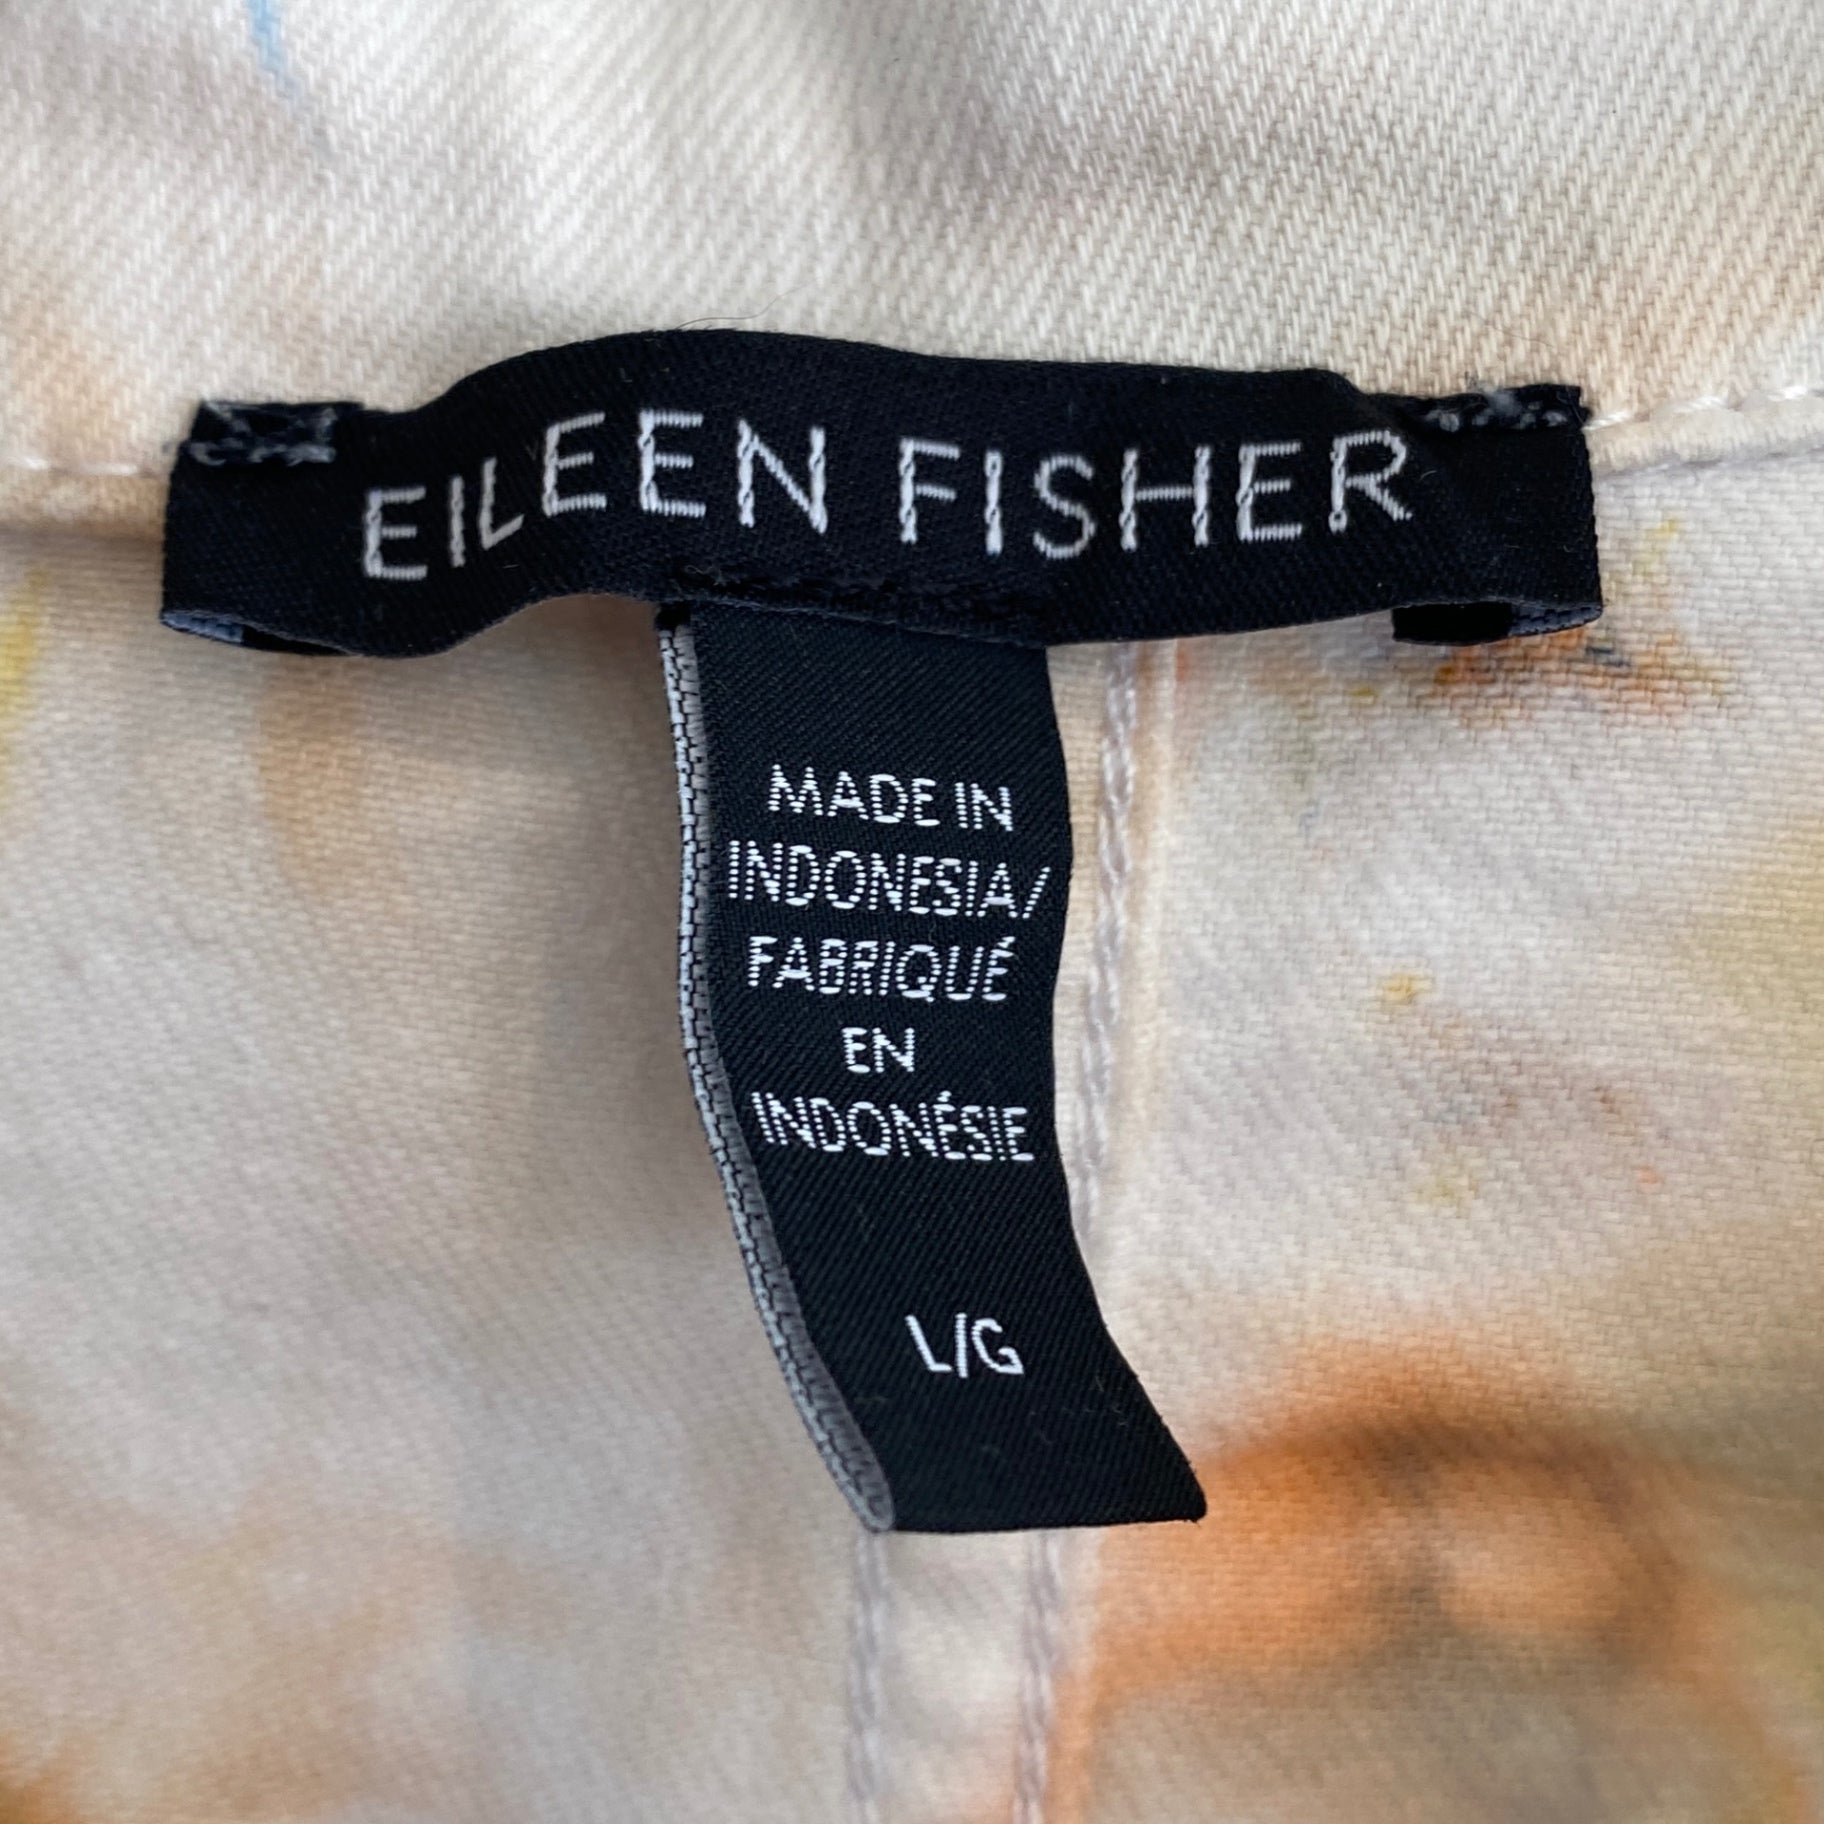 EILEEN FISHER
MADE IN
INDONESIA/
FABRIQUÉ
EN
INDONÉSIE
L/G